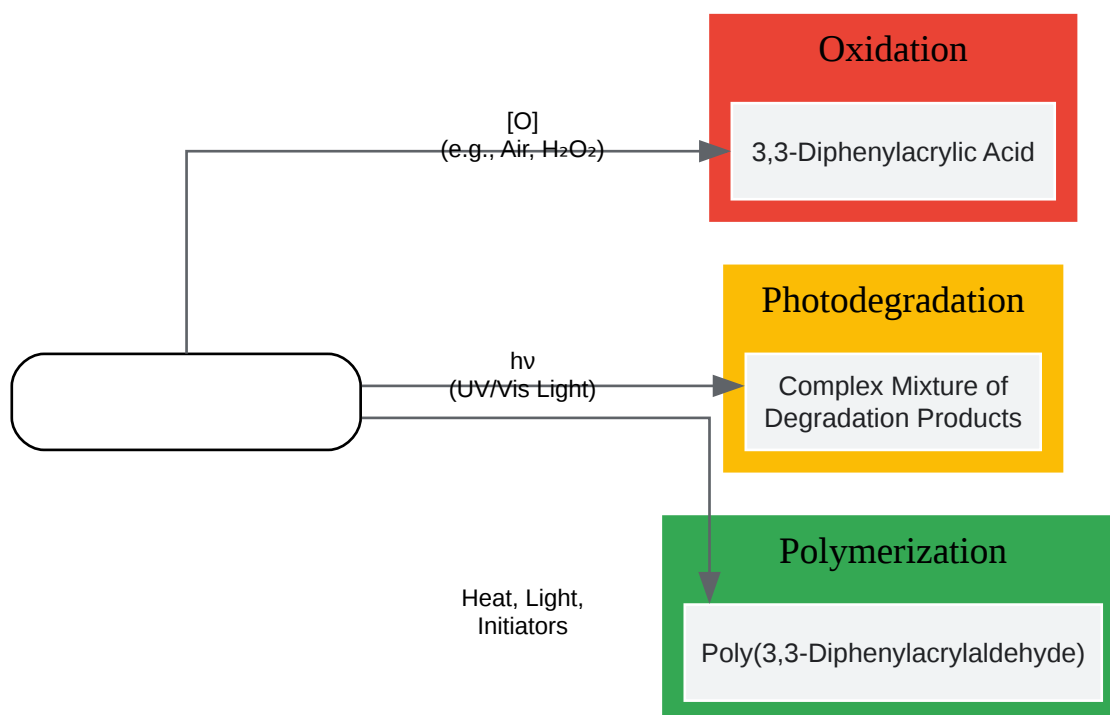 Oxidation
[O]
(e.g., Air, H₂O₂)
3,3-Diphenylacrylic Acid
Photodegradation
hν
(UV/Vis Light)
Complex Mixture of
Degradation Products
Polymerization
Heat, Light,
Initiators
Poly(3,3-Diphenylacrylaldehyde)